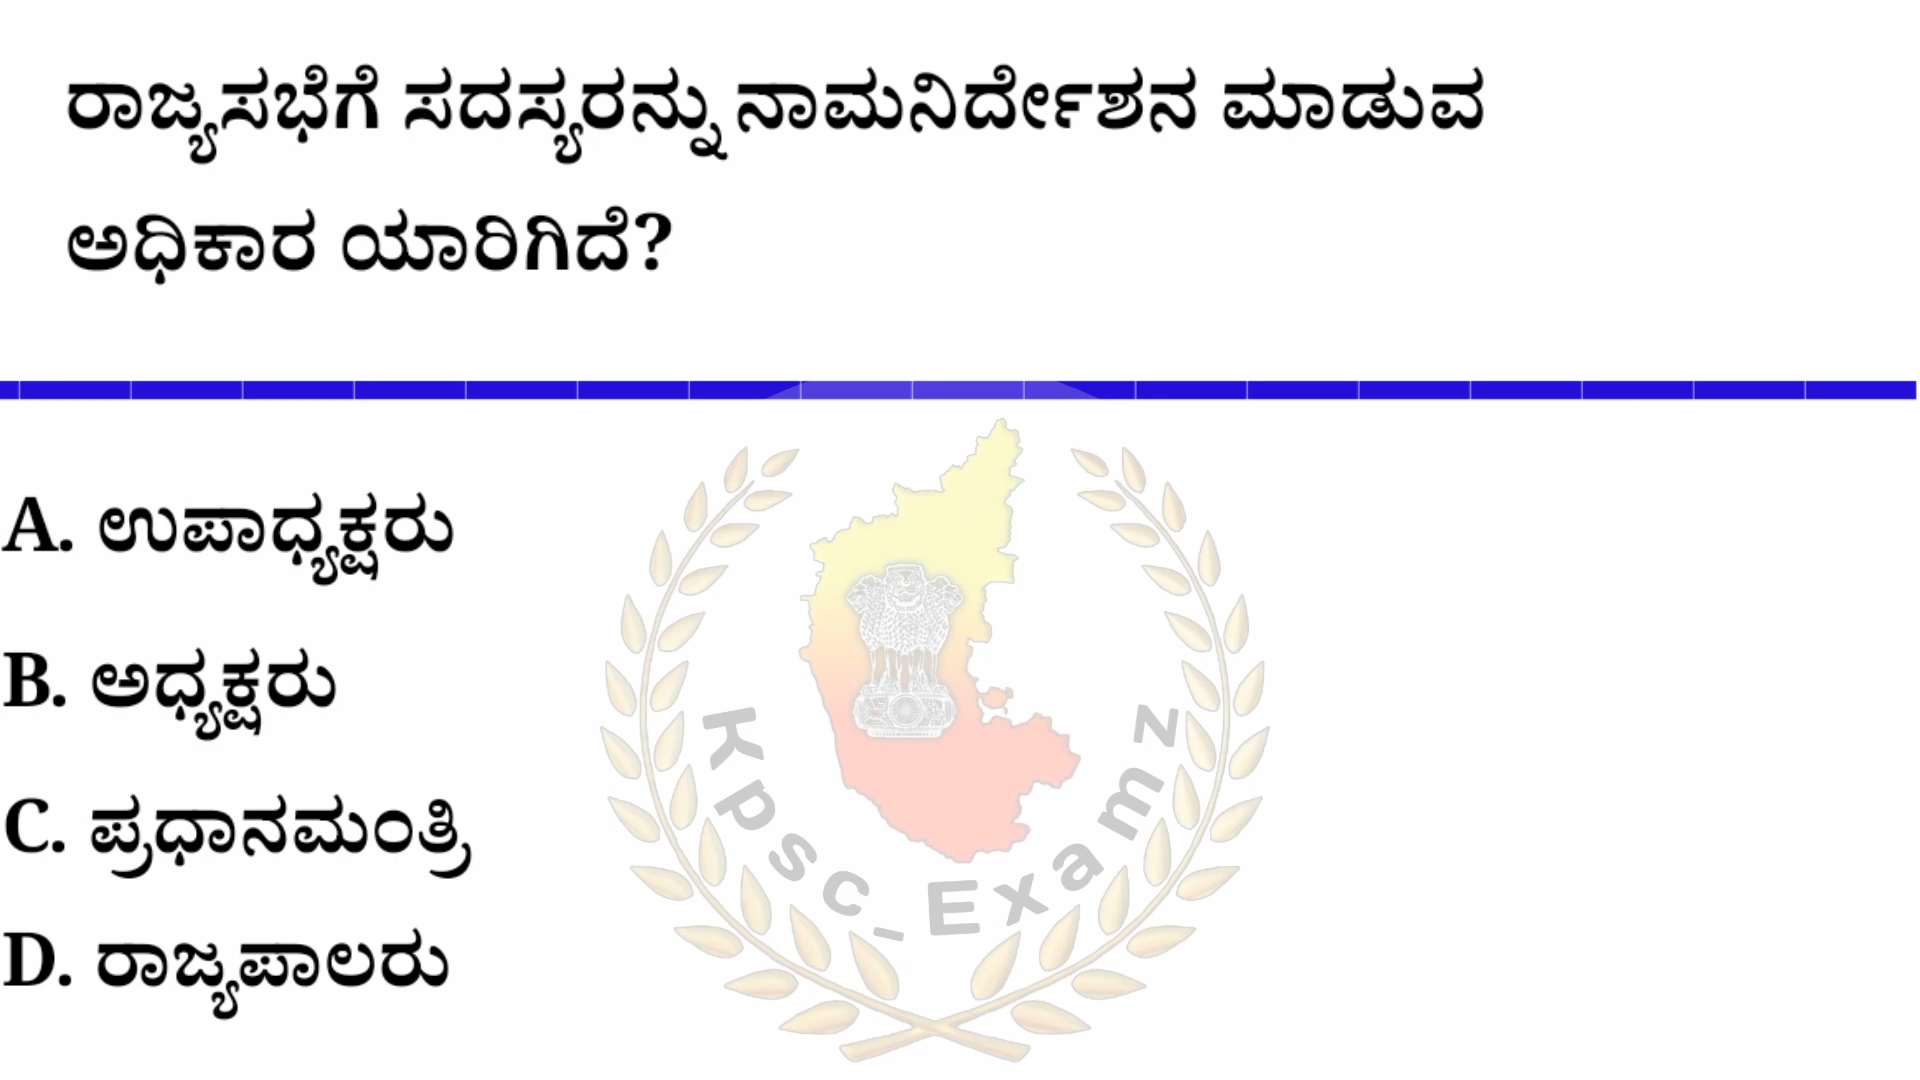 ರಾಜ್ಯಸಭೆಗೆ ಸದಸ್ಯರನ್ನು ನಾಮನಿರ್ದೇಶನ ಮಾಡುವ
ಅಧಿಕಾರ ಯಾರಿಗಿದೆ?
A. ಉಪಾಧ್ಯಕ್ಷರು
B. ಅಧ್ಯಕ್ಷರು
C. ಪ್ರಧಾನಮಂತ್ರಿ
D. ರಾಜ್ಯಪಾಲರು
Kpsc_Examz